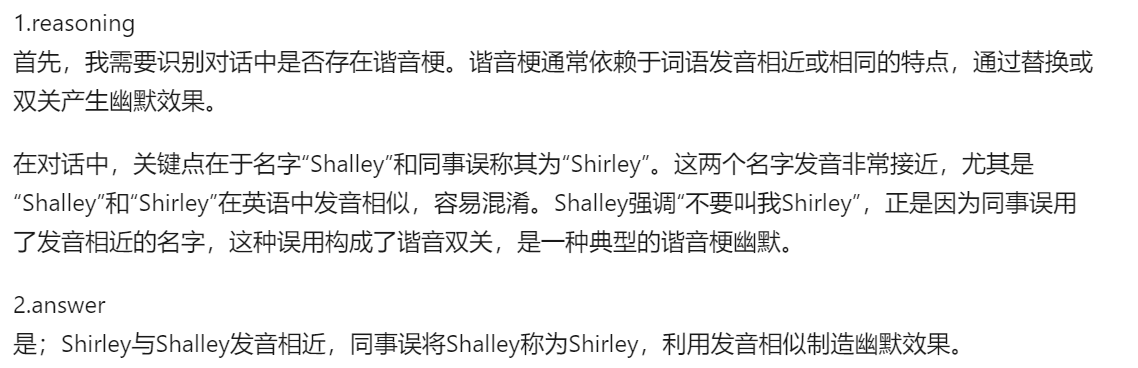 1.reasoning
首先，我需要识别对话中是否存在谐音梗。谐音梗通常依赖于词语发音相近或相同的特点，通过替换或
双关产生幽默效果。
在对话中，关键点在于名字“Shalley”和同事误称其为“Shirley”。这两个名字发音非常接近，尤其是
“Shalley”和“Shirley”在英语中发音相似，容易混淆。Shalley强调“不要叫我Shirley”，正是因为同事误用
了发音相近的名字，这种误用构成了谐音双关，是一种典型的谐音梗幽默。
2.answer
是；Shirley与Shalley发音相近，同事误将Shalley称为Shirley，利用发音相似制造幽默效果。